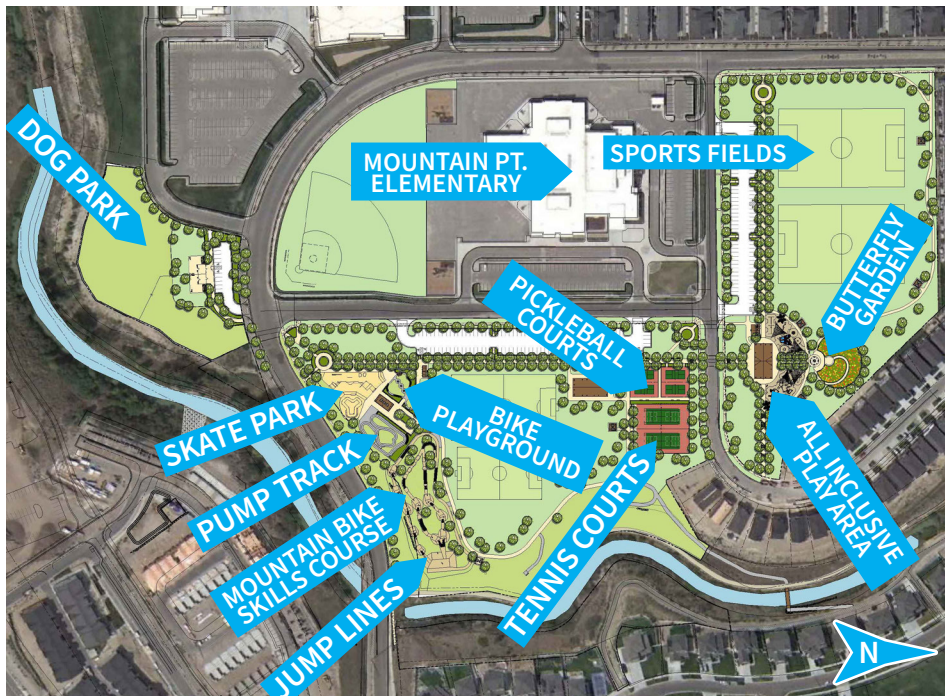 DOG PARK
MOUNTAIN PT.
ELEMENTARY
SPORTS FIELDS
BUTTERFLY
GARDEN
PICKLEBALL
COURTS
SKATE PARK
BIKE
PLAYGROUND
PUMP TRACK
MOUNTAIN BIKE
SKILLS COURSE
JUMP LINES
TENNIS COURTS
ALL INCLUSIVE
PLAY AREA
N